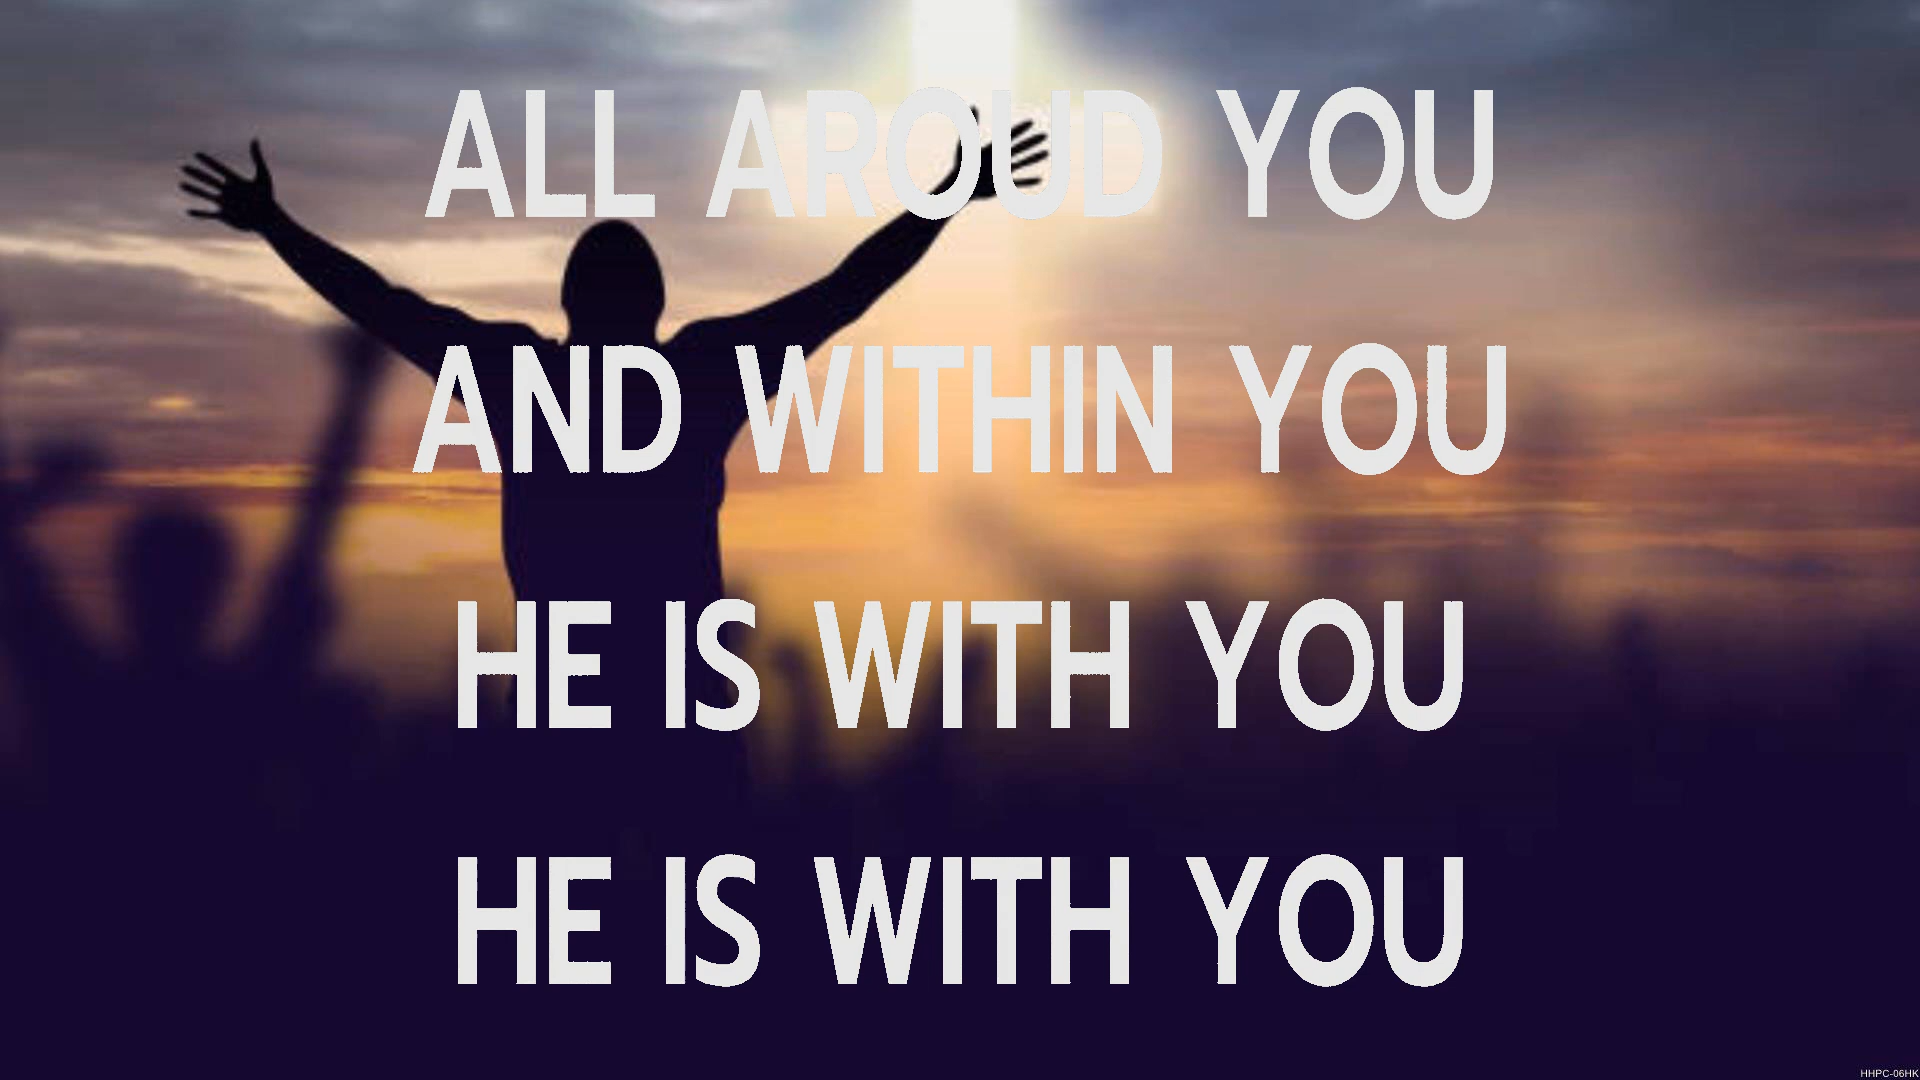 ALL AROUD YOU
AND WITHIN YOU
HE IS WITH YOU
HE IS WITH YOU
HHPC-06HK